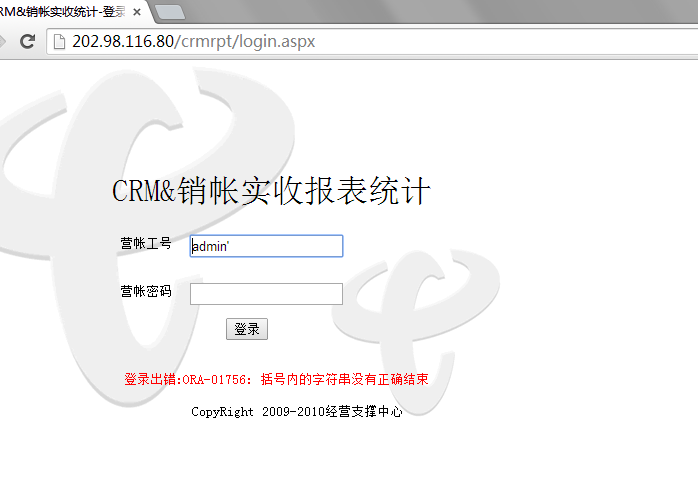 RM&销帐实收统计-登录
202.98.116.80/crmrpt/login.aspx
CRM&销帐实收报表统计
营帐工号
admin'
营帐密码
登录
登录出错:ORA-01756: 括号内的字符串没有正确结束
CopyRight 2009-2010经营支撑中心